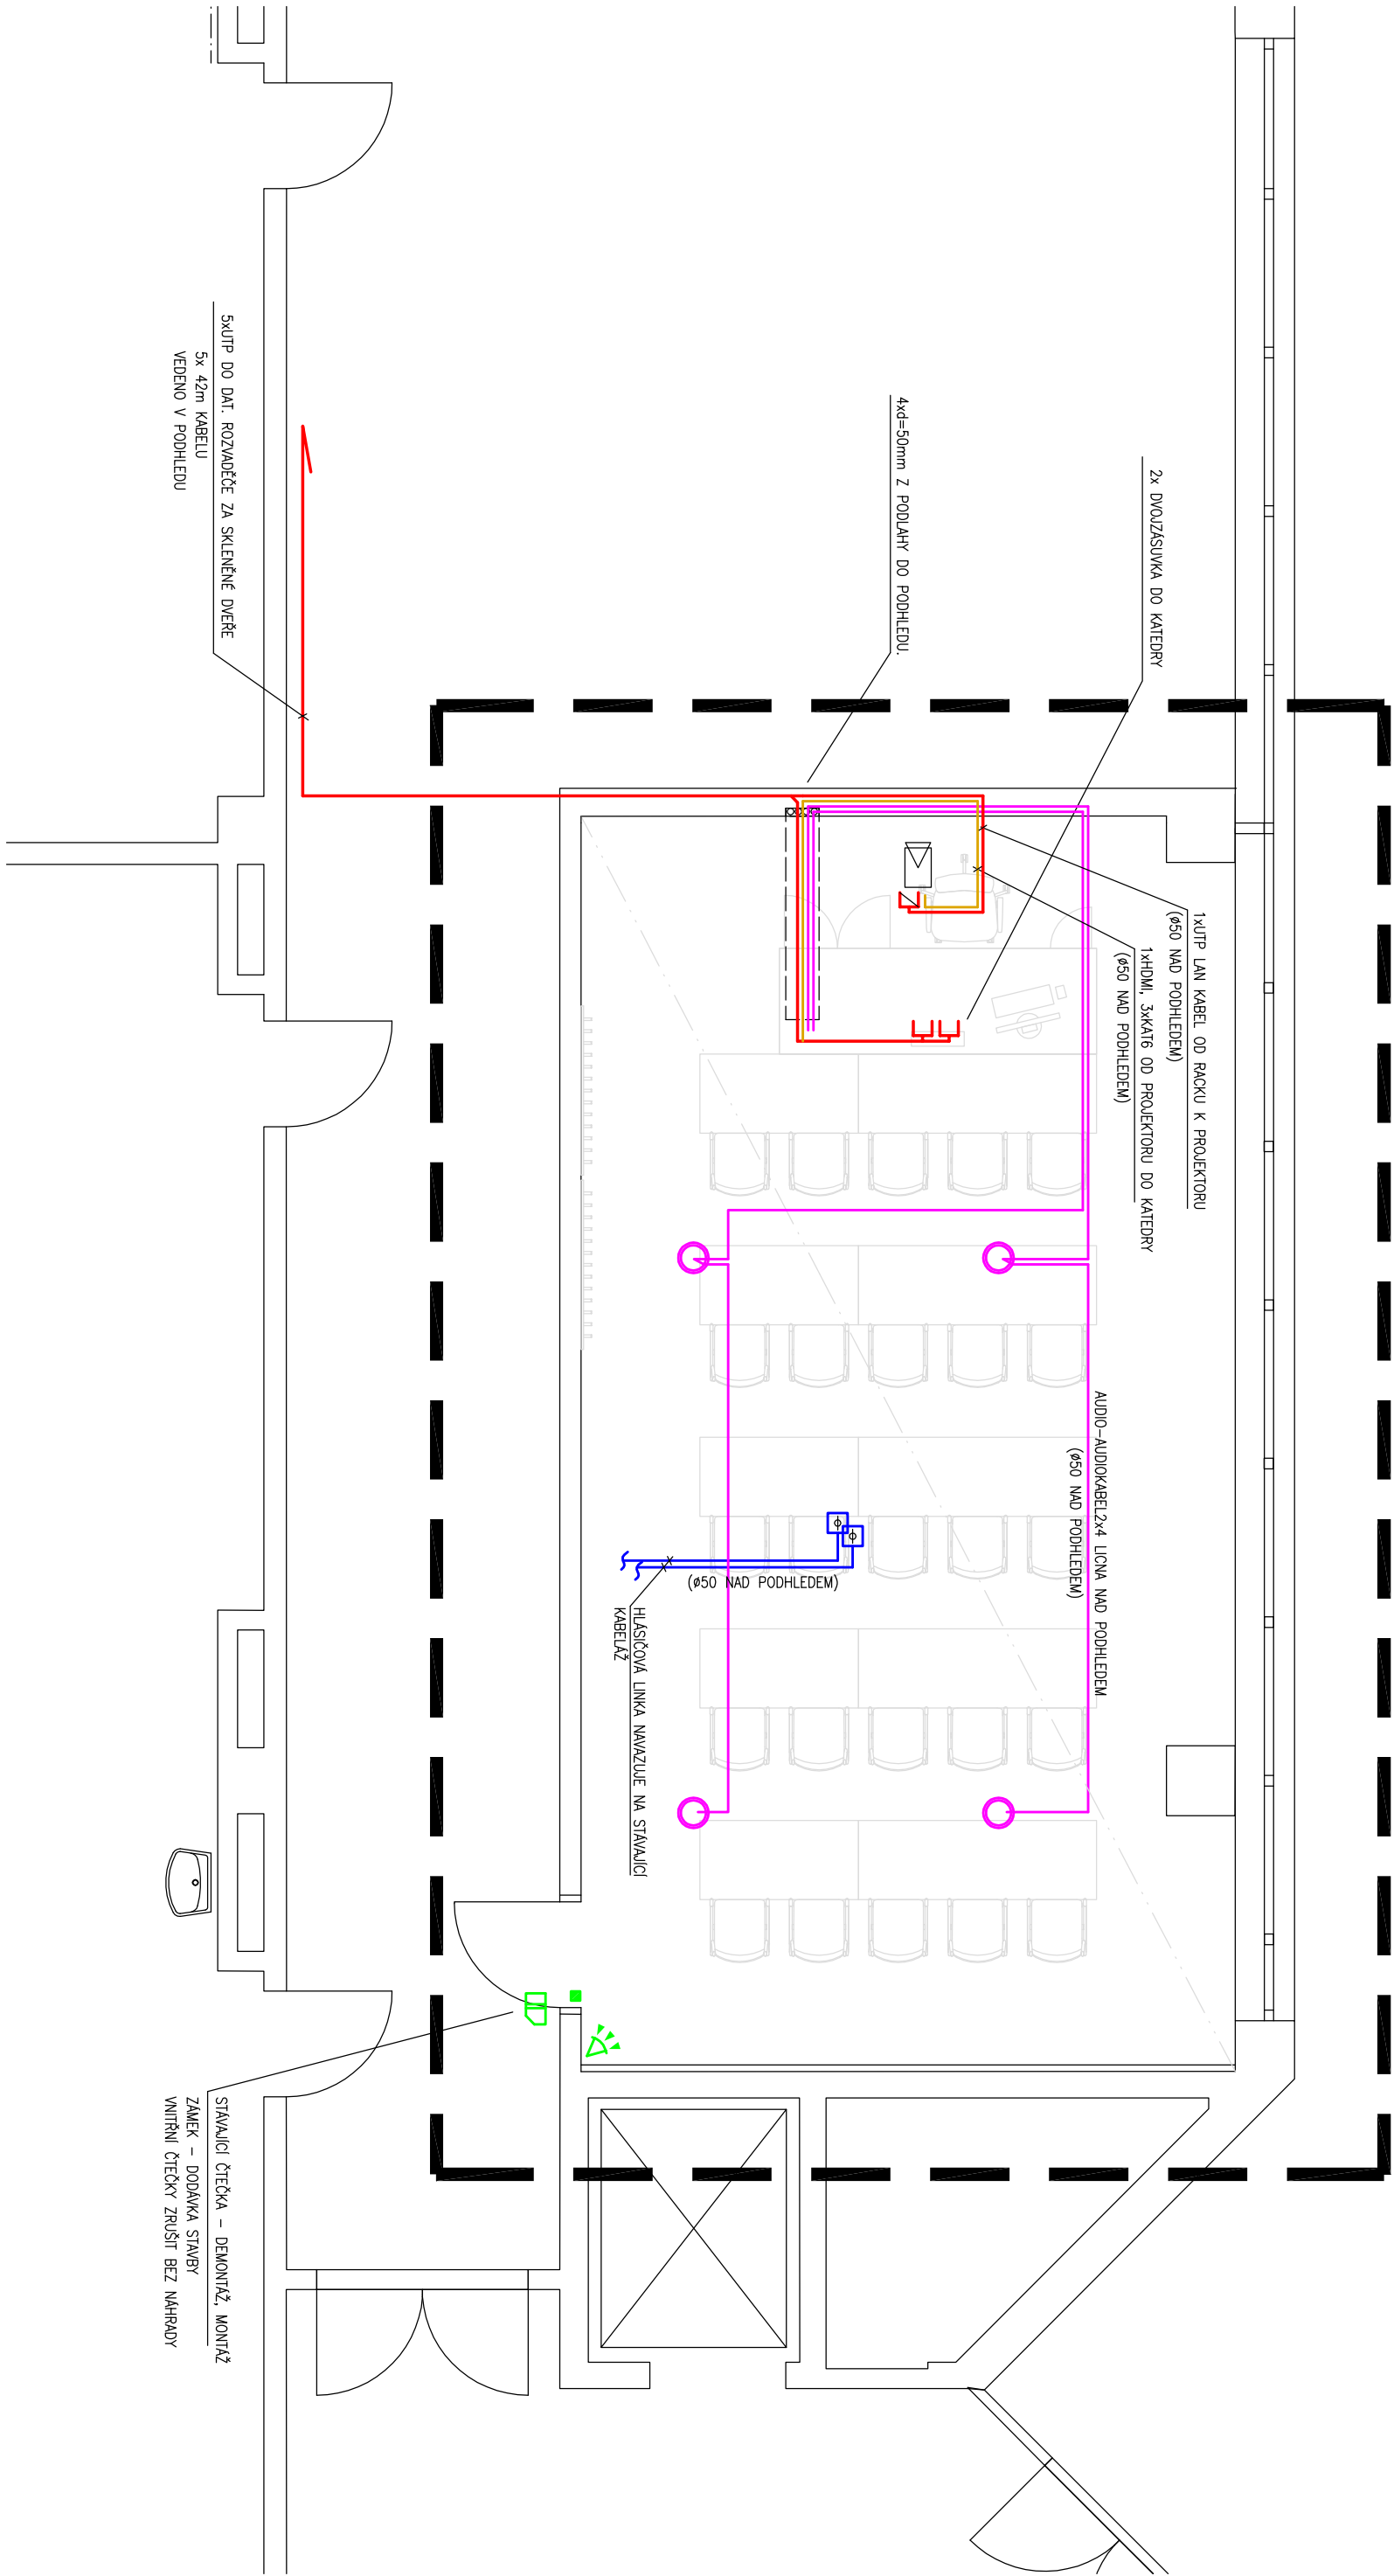 5xUTP DO DAT. ROZVADĚČE ZA SKLENĚNÉ DVEŘE
5x 42m KABELU
VEDENO V PODHLEDU
4xd=50mm Z PODLAHY DO PODHLEDU.
2x DVOJZÁSUVKA DO KATEDRY
1xUTP LAN KABEL OD RACKU K PROJEKTORU
(ø50 NAD PODHLEDEM)
1xHDMI, 3xKAT6 OD PROJEKTORU DO KATEDRY
(ø50 NAD PODHLEDEM)
AUDIO-AUDIOKABEL2x4 LICNA NAD PODHLEDEM
(ø50 NAD PODHLEDEM)
(ø50 NAD PODHLEDEM)
HLÁSIČOVÁ LINKA NAVAZUJE NA STÁVAJÍCÍ
KABELÁŽ
STÁVAJÍCÍ ČTEČKA - DEMONTÁŽ, MONTÁŽ
ZÁMEK - DODÁVKA STAVBY
VNITŘNÍ ČTEČKY ZRUŠIT BEZ NÁHRADY